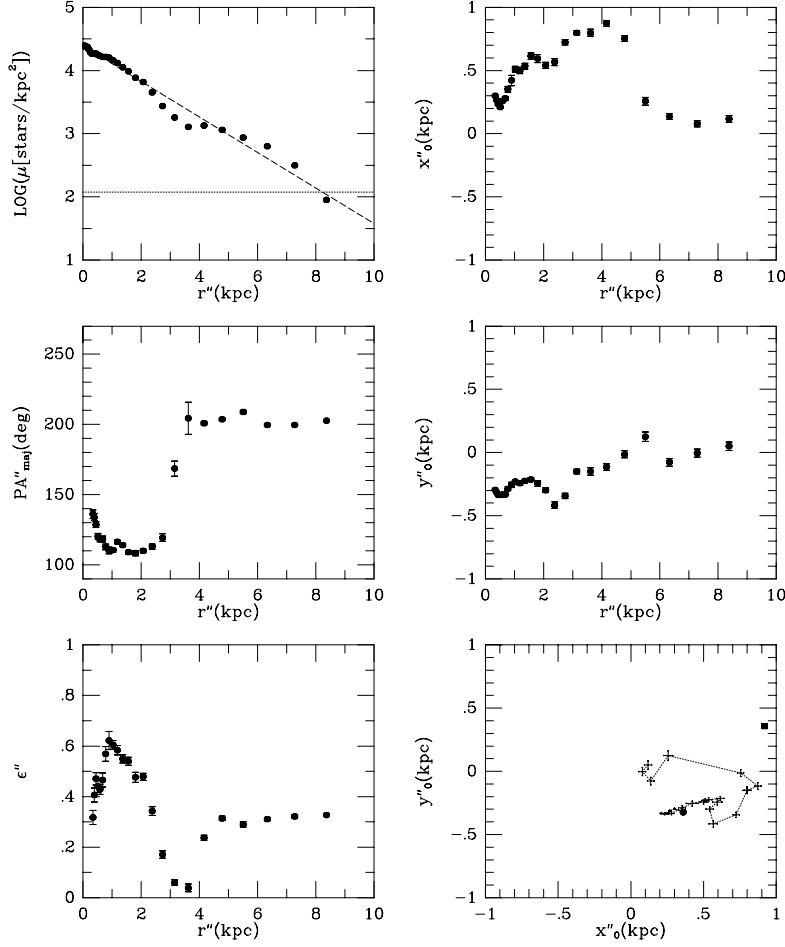 5
4
3
2
1
LOG(μ[stars/kpc²])
0 2 4 6 8 10
r″(kpc)
1
.5
0
−.5
−1
x″₀(kpc)
0 2 4 6 8 10
r″(kpc)
250
200
150
100
PA″maj(deg)
0 2 4 6 8 10
r″(kpc)
1
.5
0
−.5
−1
y″₀(kpc)
0 2 4 6 8 10
r″(kpc)
1
.8
.6
.4
.2
0
ϵ″
0 2 4 6 8 10
r″(kpc)
1
.5
0
−.5
−1
y″₀(kpc)
−1 −.5 0 .5 1
x″₀(kpc)